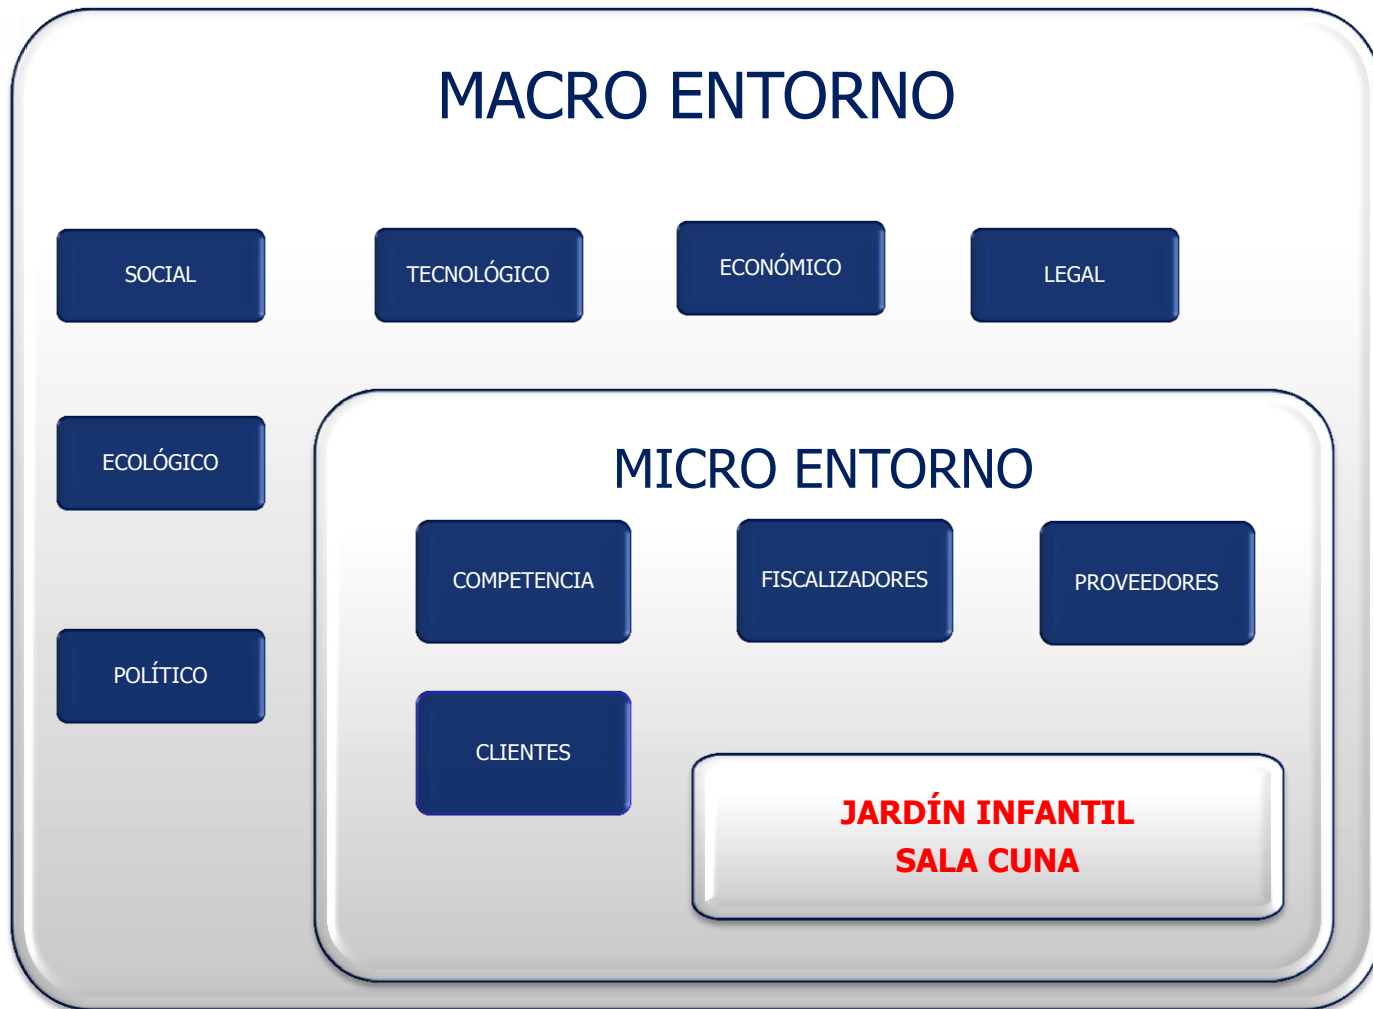 MACRO ENTORNO
SOCIAL
TECNOLÓGICO
ECONÓMICO
LEGAL
ECOLÓGICO
MICRO ENTORNO
COMPETENCIA
FISCALIZADORES
PROVEEDORES
POLÍTICO
CLIENTES
JARDÍN INFANTIL
SALA CUNA